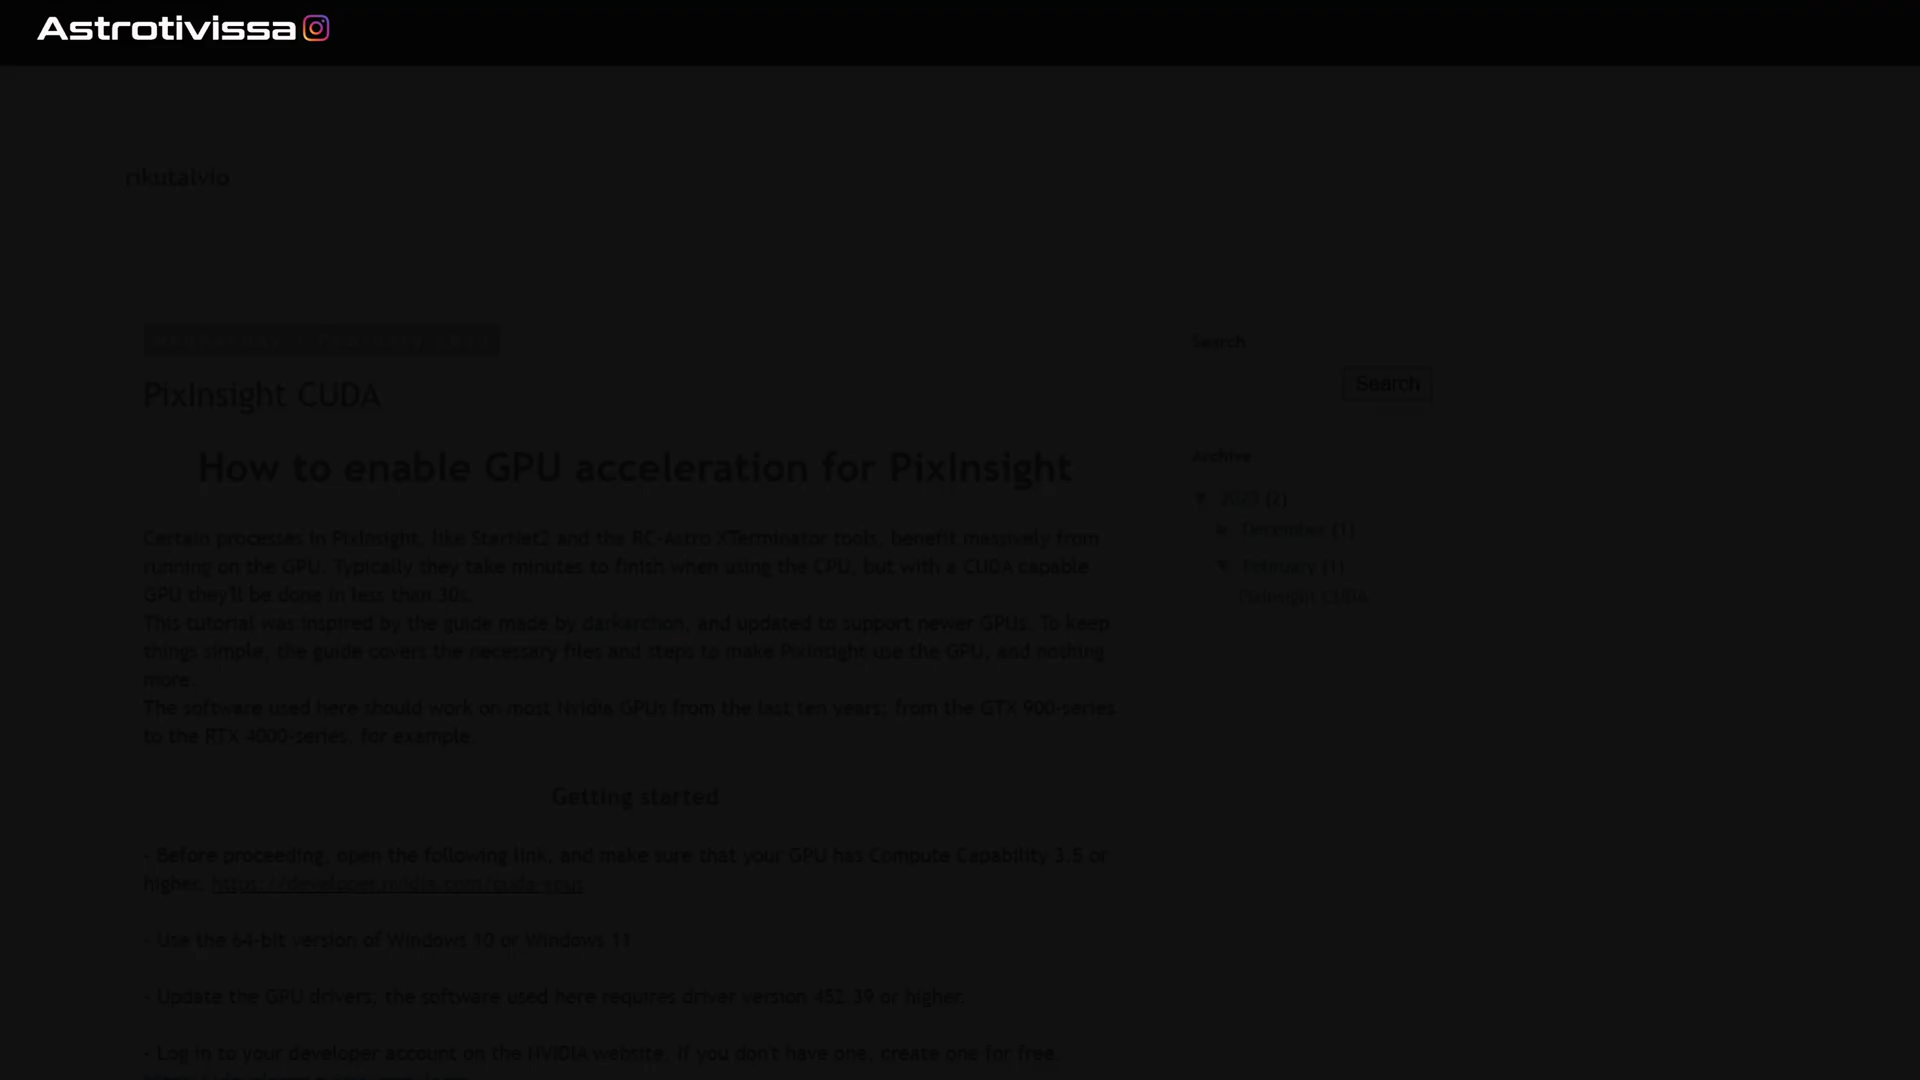 Astrotivissa
rikutalvio
PixInsight CUDA
How to enable GPU acceleration for PixInsight
Certain processes in PixInsight, like StarNet2 and the RC-Astro XTerminator tools, benefit massively from
running on the GPU. Typically they take minutes to finish when using the CPU, but with a CUDA capable
GPU they'll be done in less than 30s.
This tutorial was inspired by the guide made by darkarchon, and updated to support newer GPUs. To keep
things simple, the guide covers the necessary files and steps to make PixInsight use the GPU, and nothing
more.
The software used here should work on most Nvidia GPUs from the last ten years; from the GTX 900-series
to the RTX 4000-series, for example.
Getting started
- Before proceeding, open the following link, and make sure that your GPU has Compute Capability 3.5 or
higher. https://developer.nvidia.com/cuda-gpus
- Use the 64-bit version of Windows 10 or Windows 11
- Update the GPU drivers; the software used here requires driver version 452.39 or higher.
- Log in to your developer account on the NVIDIA website. If you don't have one, create one for free.
Search
Search
Archive
▼ 2023 (2)
► December (1)
▼ February (1)
PixInsight CUDA